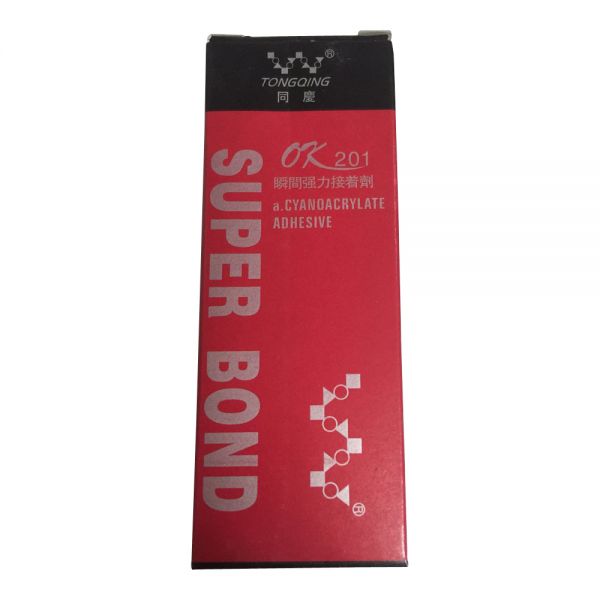 ®
TONGQING
同慶
OK 201
瞬間强力接着劑
a.CYANOACRYLATE
ADHESIVE
SUPER BOND
®